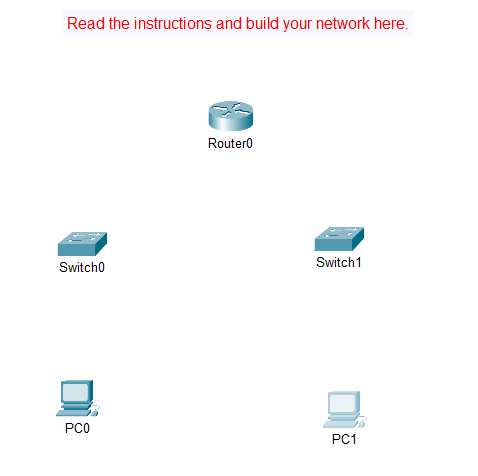 Read the instructions and build your network here.
Router0
Switch0
Switch1
PC0
PC1